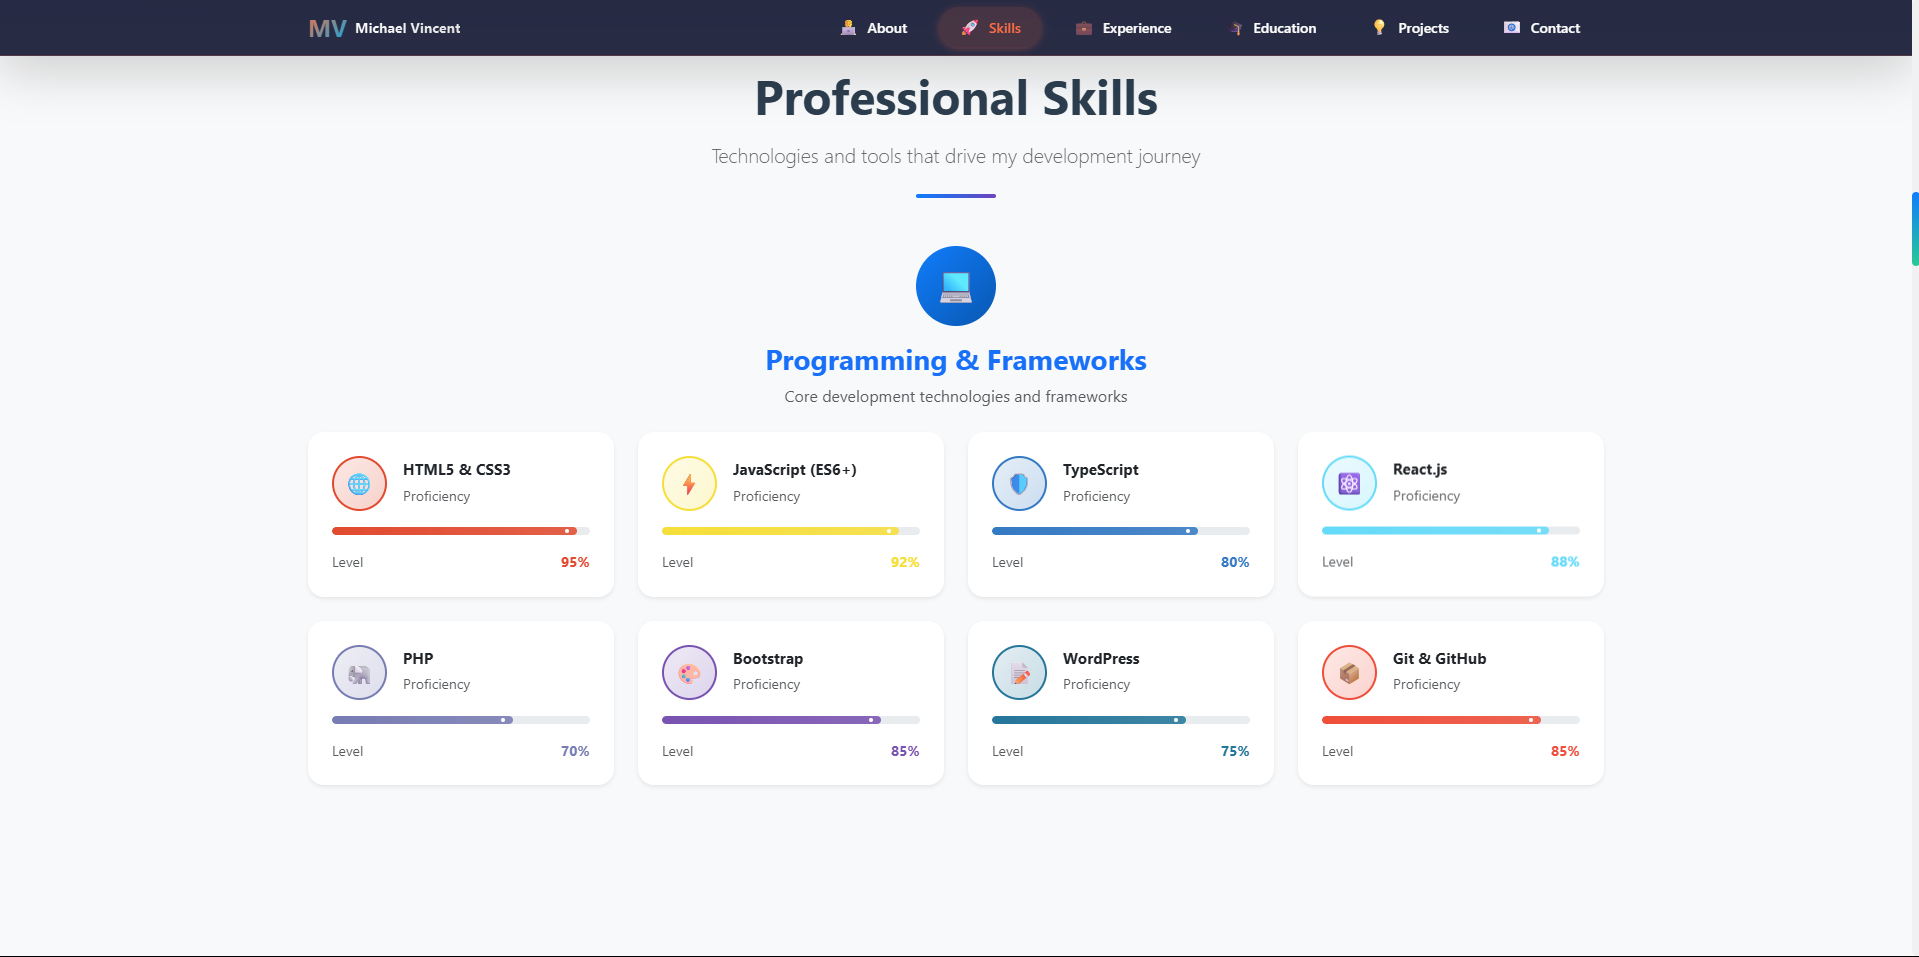 MV Michael Vincent About Skills Experience Education Projects Contact
Professional Skills
Technologies and tools that drive my development journey
Programming & Frameworks
Core development technologies and frameworks
HTML5 & CSS3
Proficiency
Level 95%
JavaScript (ES6+)
Proficiency
Level 92%
TypeScript
Proficiency
Level 80%
React.js
Proficiency
Level 88%
PHP
Proficiency
Level 70%
Bootstrap
Proficiency
Level 85%
WordPress
Proficiency
Level 75%
Git & GitHub
Proficiency
Level 85%